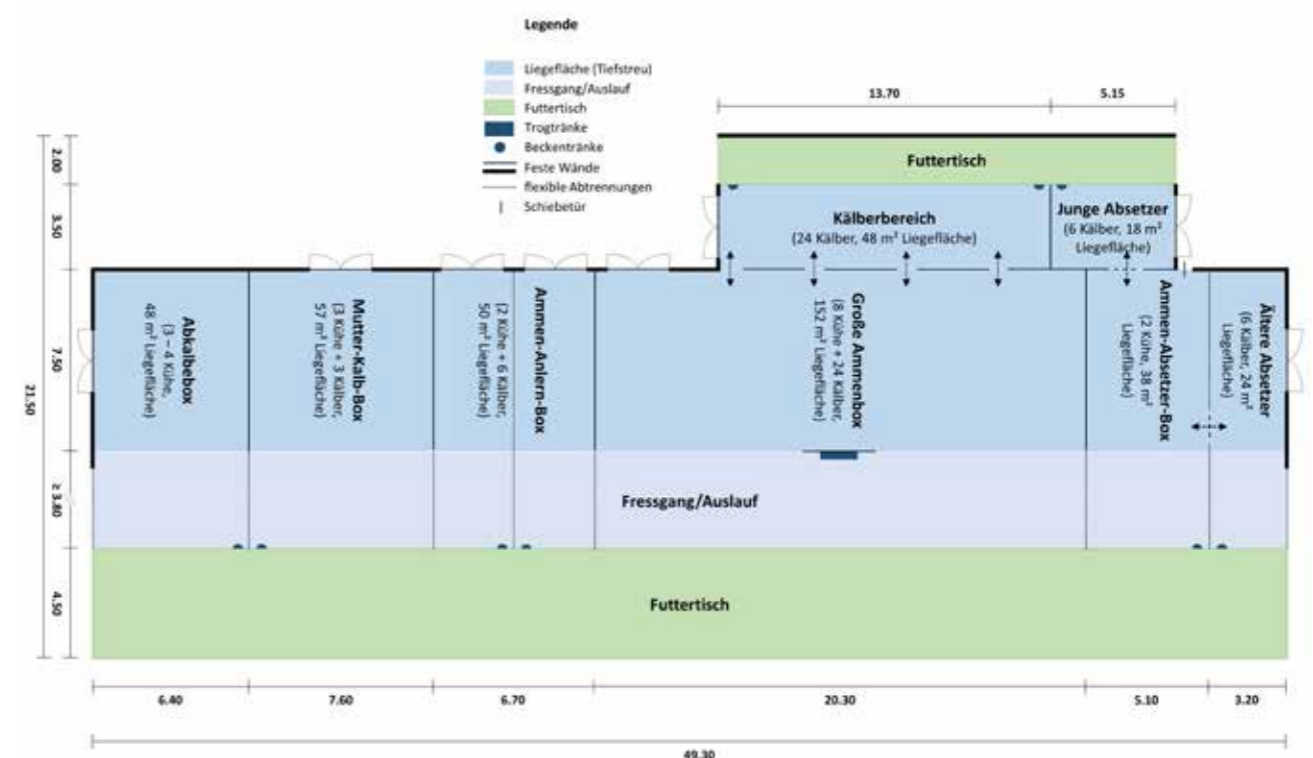 Legende
Liegefläche (Tiefstreu)
Fressgang/Auslauf
Futtertisch
Trogtränke
Beckentränke
Feste Wände
flexible Abtrennungen
Schiebetür
13.70
5.15
2.00
3.50
7.50
≥ 3.80
4.50
21.50
Futtertisch
Kälberbereich
(24 Kälber, 48 m² Liegefläche)
Junge Absetzer
(6 Kälber, 18 m²
Liegefläche)
Abkalbebox
(3 – 4 Kühe,
48 m² Liegefläche)
Mutter-Kalb-Box
(3 Kühe + 3 Kälber,
57 m² Liegefläche)
Ammen-Anlern-Box
(2 Kühe + 6 Kälber,
50 m² Liegefläche)
Große Ammenbox
(8 Kühe + 24 Kälber,
152 m² Liegefläche)
Ammen-Absetzer-Box
(2 Kühe, 38 m²
Liegefläche)
Ältere Absetzer
(6 Kälber, 24 m²
Liegefläche)
Fressgang/Auslauf
Futtertisch
6.40
7.60
6.70
20.30
5.10
3.20
49.30